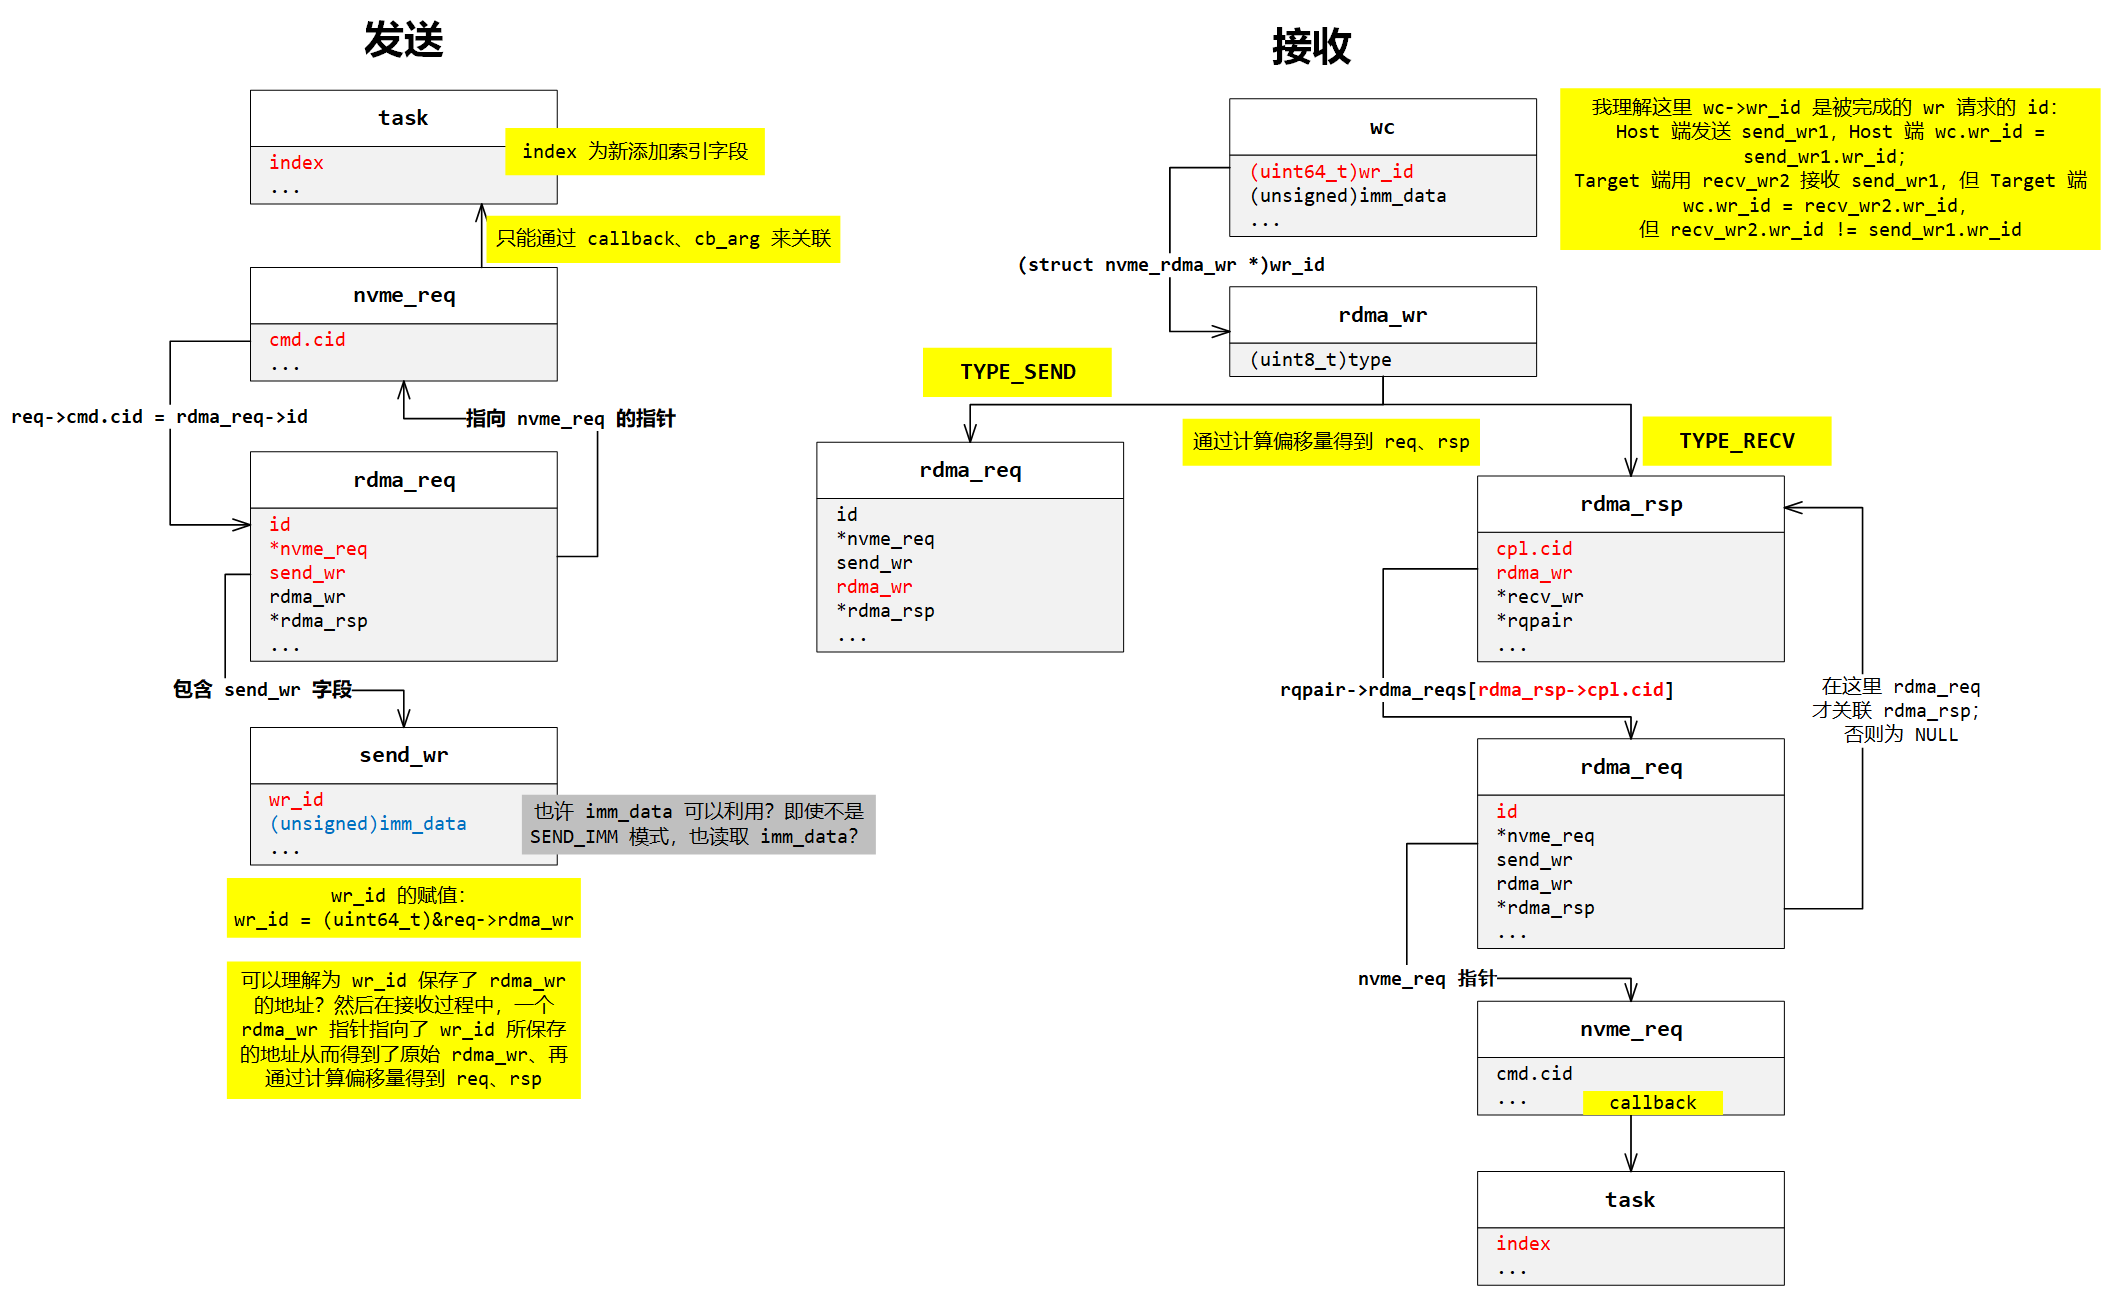 发送
task
index
...
index 为新添加索引字段
只能通过 callback、cb_arg 来关联
nvme_req
cmd.cid
...
req->cmd.cid = rdma_req->id
指向 nvme_req 的指针
rdma_req
id
*nvme_req
send_wr
rdma_wr
*rdma_rsp
...
包含 send_wr 字段
send_wr
wr_id
(unsigned)imm_data
...
也许 imm_data 可以利用？即使不是
SEND_IMM 模式，也读取 imm_data？
wr_id 的赋值：
wr_id = (uint64_t)&req->rdma_wr
可以理解为 wr_id 保存了 rdma_wr
的地址？然后在接收过程中，一个
rdma_wr 指针指向了 wr_id 所保存
的地址从而得到了原始 rdma_wr、再
通过计算偏移量得到 req、rsp
接收
wc
(uint64_t)wr_id
(unsigned)imm_data
...
我理解这里 wc->wr_id 是被完成的 wr 请求的 id：
Host 端发送 send_wr1，Host 端 wc.wr_id =
send_wr1.wr_id；
Target 端用 recv_wr2 接收 send_wr1，但 Target 端
wc.wr_id = recv_wr2.wr_id，
但 recv_wr2.wr_id != send_wr1.wr_id
(struct nvme_rdma_wr *)wr_id
rdma_wr
(uint8_t)type
TYPE_SEND
通过计算偏移量得到 req、rsp
TYPE_RECV
rdma_req
id
*nvme_req
send_wr
rdma_wr
*rdma_rsp
...
rdma_rsp
cpl.cid
rdma_wr
*recv_wr
*rqpair
...
rqpair->rdma_reqs[rdma_rsp->cpl.cid]
在这里 rdma_req
才关联 rdma_rsp；
否则为 NULL
rdma_req
id
*nvme_req
send_wr
rdma_wr
*rdma_rsp
...
nvme_req 指针
nvme_req
cmd.cid
...
callback
task
index
...